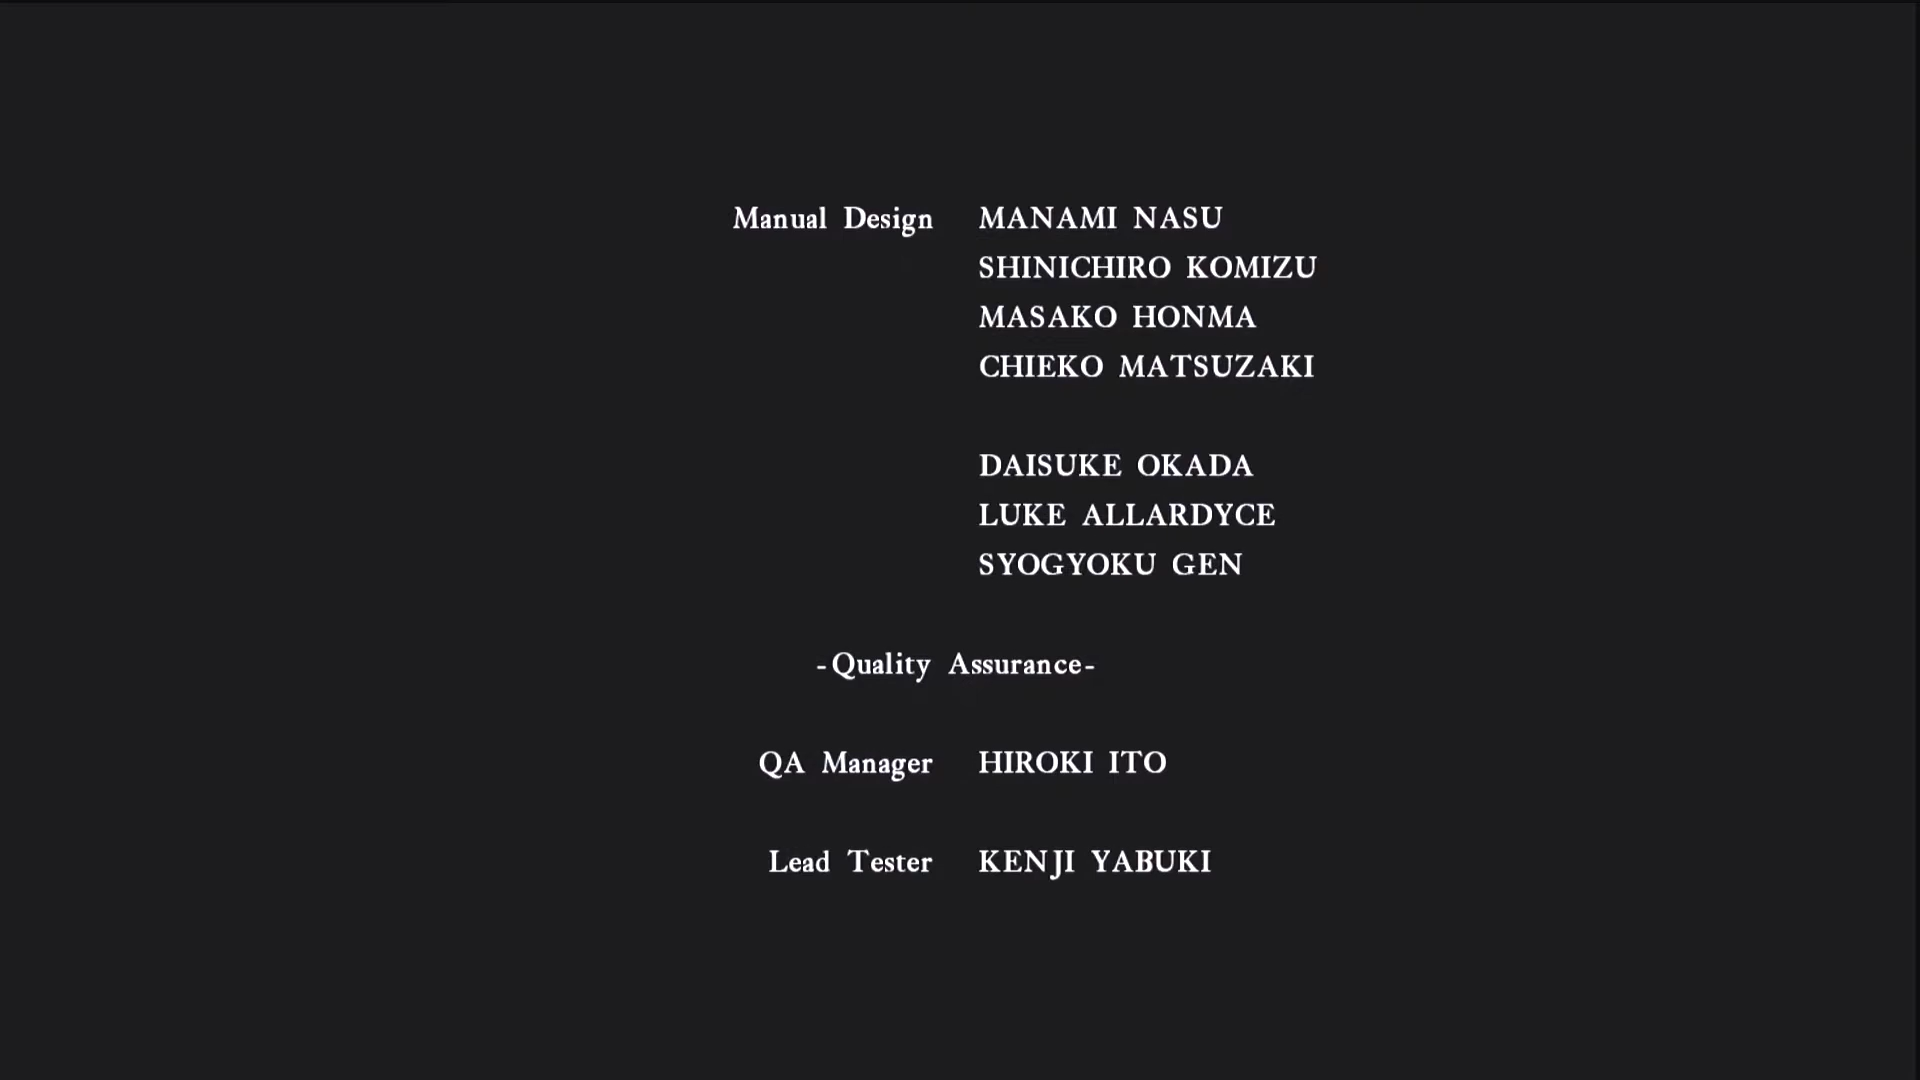 Manual Design MANAMI NASU
SHINICHIRO KOMIZU
MASAKO HONMA
CHIEKO MATSUZAKI
DAISUKE OKADA
LUKE ALLARDYCE
SYOGYOKU GEN
-Quality Assurance-
QA Manager HIROKI ITO
Lead Tester KENJI YABUKI